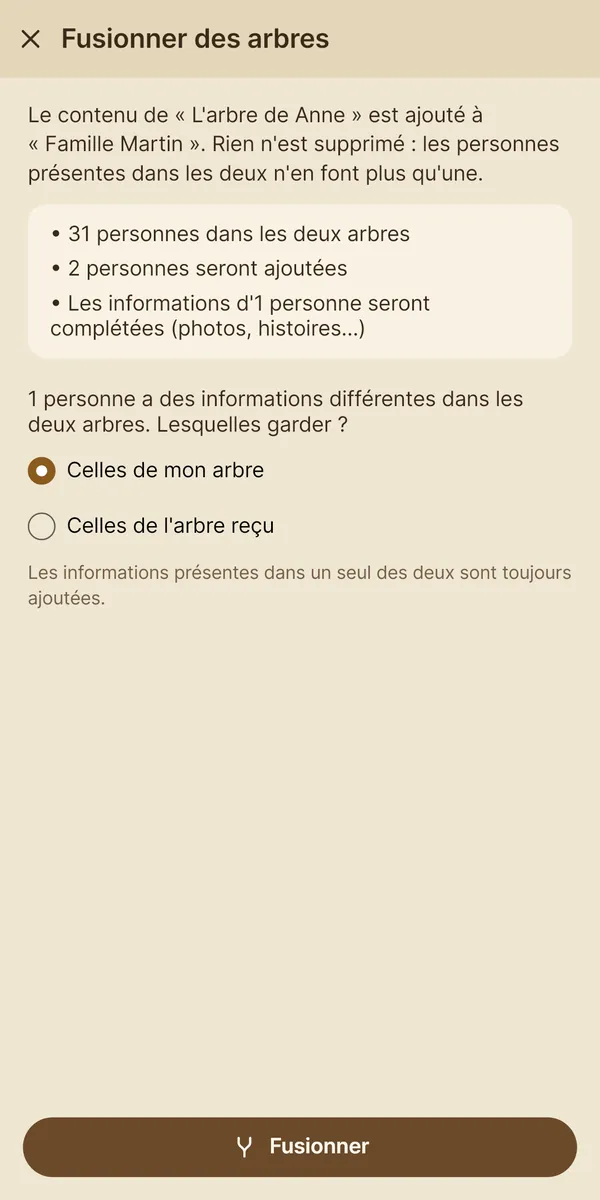 Fusionner des arbres
Le contenu de « L'arbre de Anne » est ajouté à
« Famille Martin ». Rien n'est supprimé : les personnes
présentes dans les deux n'en font plus qu'une.
• 31 personnes dans les deux arbres
• 2 personnes seront ajoutées
• Les informations d'1 personne seront
complétées (photos, histoires...)
1 personne a des informations différentes dans les
deux arbres. Lesquelles garder ?
Celles de mon arbre
Celles de l'arbre reçu
Les informations présentes dans un seul des deux sont toujours
ajoutées.
Fusionner